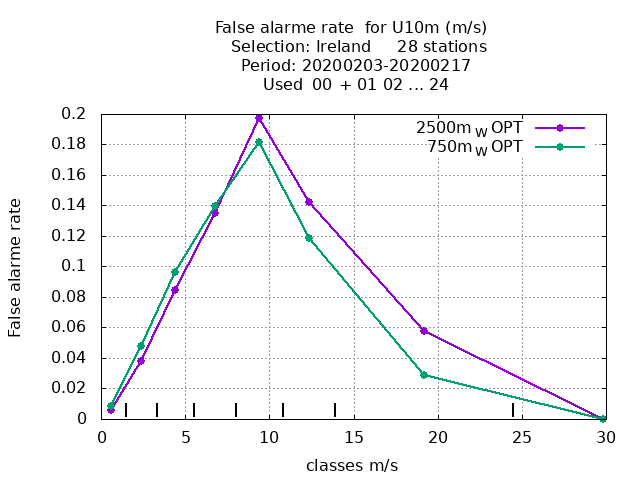 False alarme rate  for U10m (m/s)
Selection: Ireland     28 stations
Period: 20200203-20200217
Used  00 + 01 02 ... 24
2500m_W OPT
750m_W OPT
0.2
0.18
0.16
0.14
0.12
0.1
0.08
0.06
0.04
0.02
0
False alarme rate
0 5 10 15 20 25 30
classes m/s